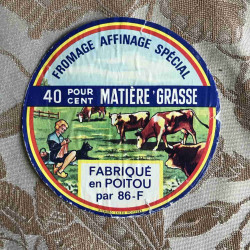 FROMAGE AFFINAGE SPÉCIAL
40 POUR CENT MATIÈRE GRASSE
FABRIQUÉ
en POITOU
par 86-F